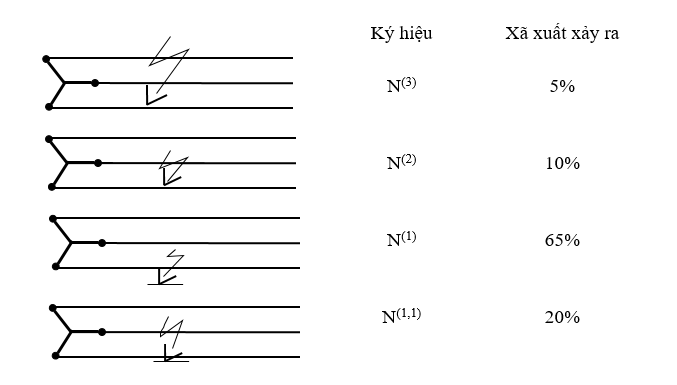 Ký hiệu Xã xuất xảy ra
N⁽³⁾ 5%
N⁽²⁾ 10%
N⁽¹⁾ 65%
N⁽¹,¹⁾ 20%